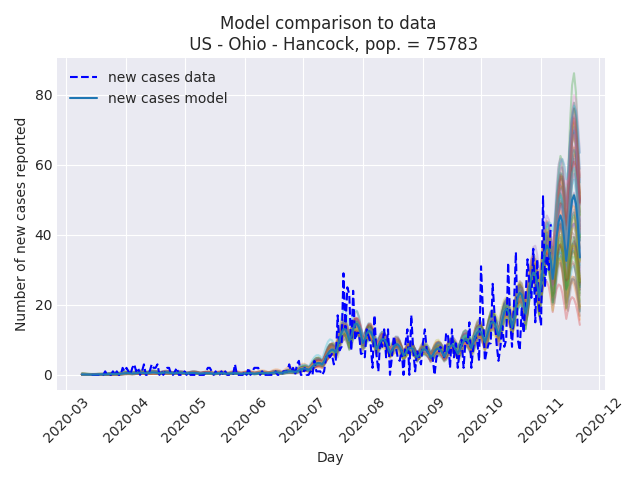 Model comparison to data
US - Ohio - Hancock, pop. = 75783
new cases data
new cases model
Number of new cases reported
80
60
40
20
0
2020-03
2020-04
2020-05
2020-06
2020-07
2020-08
2020-09
2020-10
2020-11
2020-12
Day